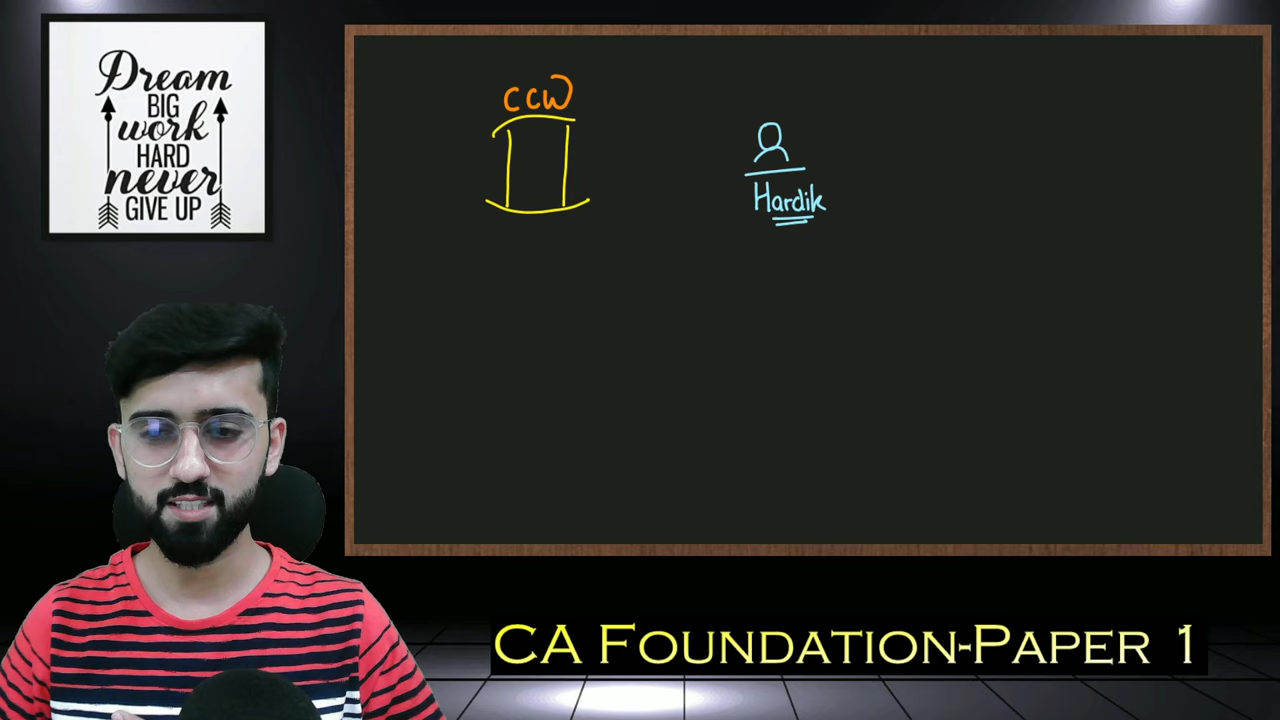 Dream
BIG
work
HARD
never
GIVE UP
CCW
Hardik
CA FOUNDATION-PAPER 1